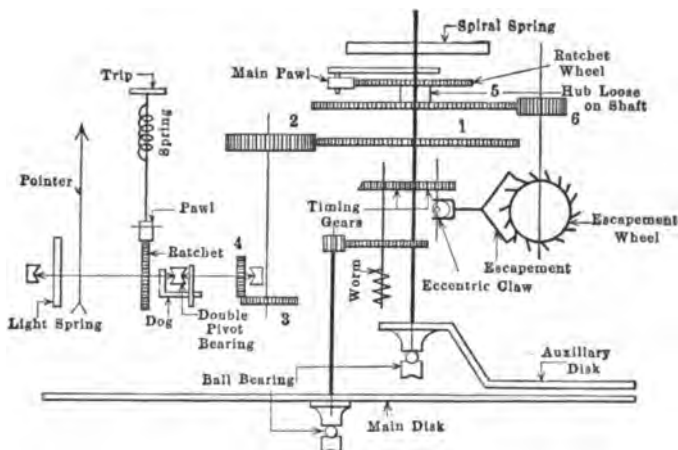 Spiral Spring
Ratchet
Wheel
Main Pawl
Trip
5
Hub Loose
on Shaft
6
2
1
Spring
Pointer
Pawl
Timing
Gears
Escapement
Wheel
Ratchet
4
Escapement
Eccentric Claw
Worm
Light Spring
Dog
Double
Pivot
Bearing
3
Auxillary
Disk
Ball Bearing
Main Disk